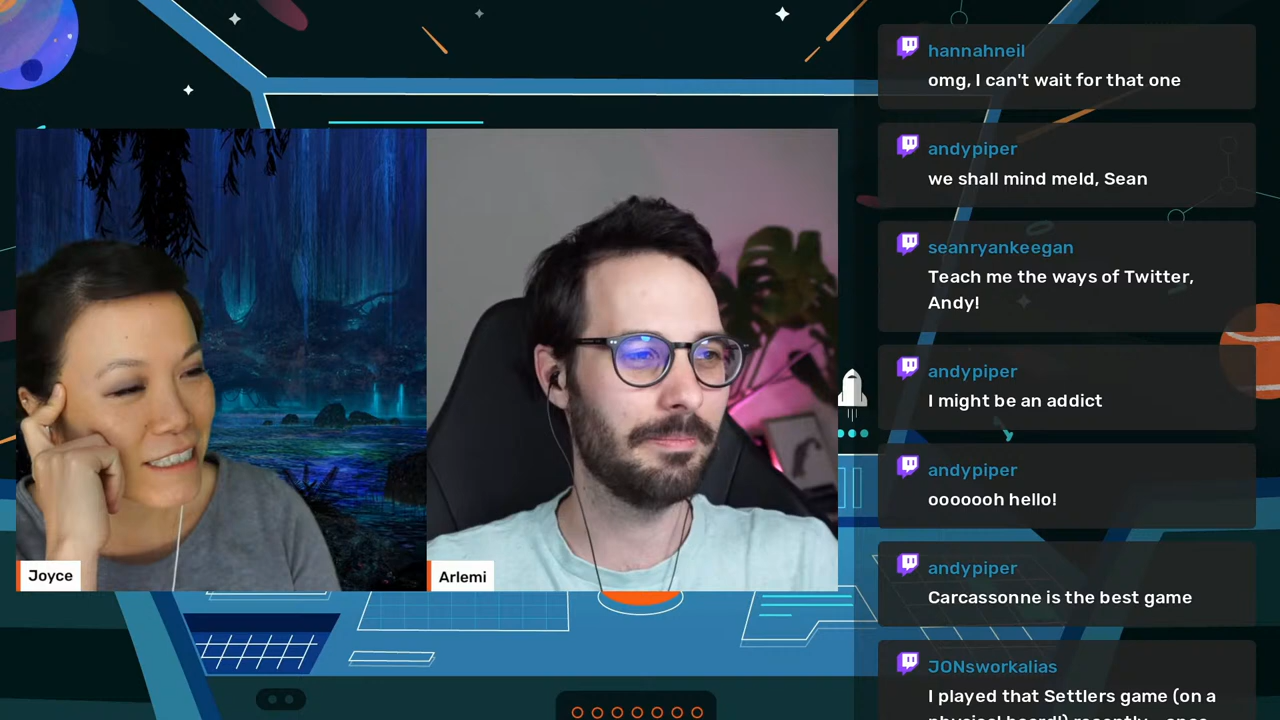 Joyce
Arlemi
hannahneil
omg, I can't wait for that one
andypiper
we shall mind meld, Sean
seanryankeegan
Teach me the ways of Twitter,
Andy!
andypiper
I might be an addict
andypiper
ooooooh hello!
andypiper
Carcassonne is the best game
JONsworkalias
I played that Settlers game (on a